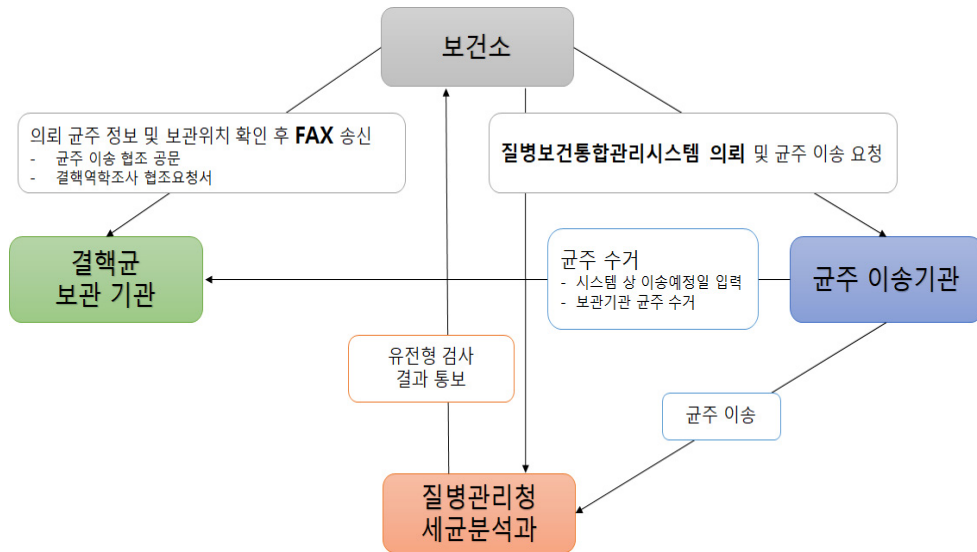 보건소
의뢰 균주 정보 및 보관위치 확인 후 FAX 송신
- 균주 이송 협조 공문
- 결핵역학조사 협조요청서
질병보건통합관리시스템 의뢰 및 균주 이송 요청
결핵균
보관 기관
균주 수거
- 시스템 상 이송예정일 입력
- 보관기관 균주 수거
균주 이송기관
유전형 검사
결과 통보
균주 이송
질병관리청
세균분석과